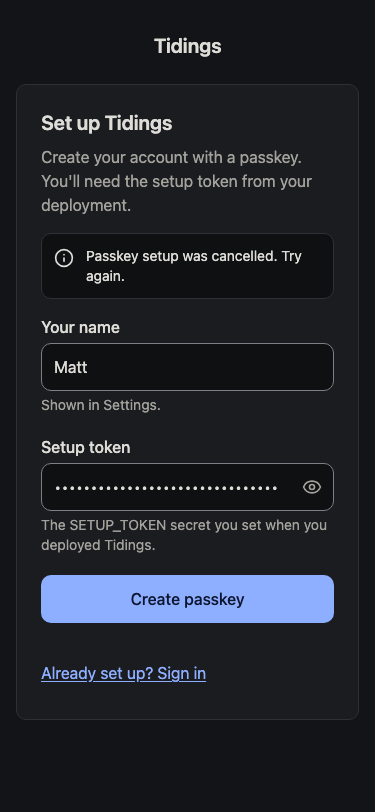 Tidings
Set up Tidings
Create your account with a passkey.
You'll need the setup token from your
deployment.
Passkey setup was cancelled. Try
again.
Your name
Matt
Shown in Settings.
Setup token
•••••••••••••••••••••••••••••••
The SETUP_TOKEN secret you set when you
deployed Tidings.
Create passkey
Already set up? Sign in